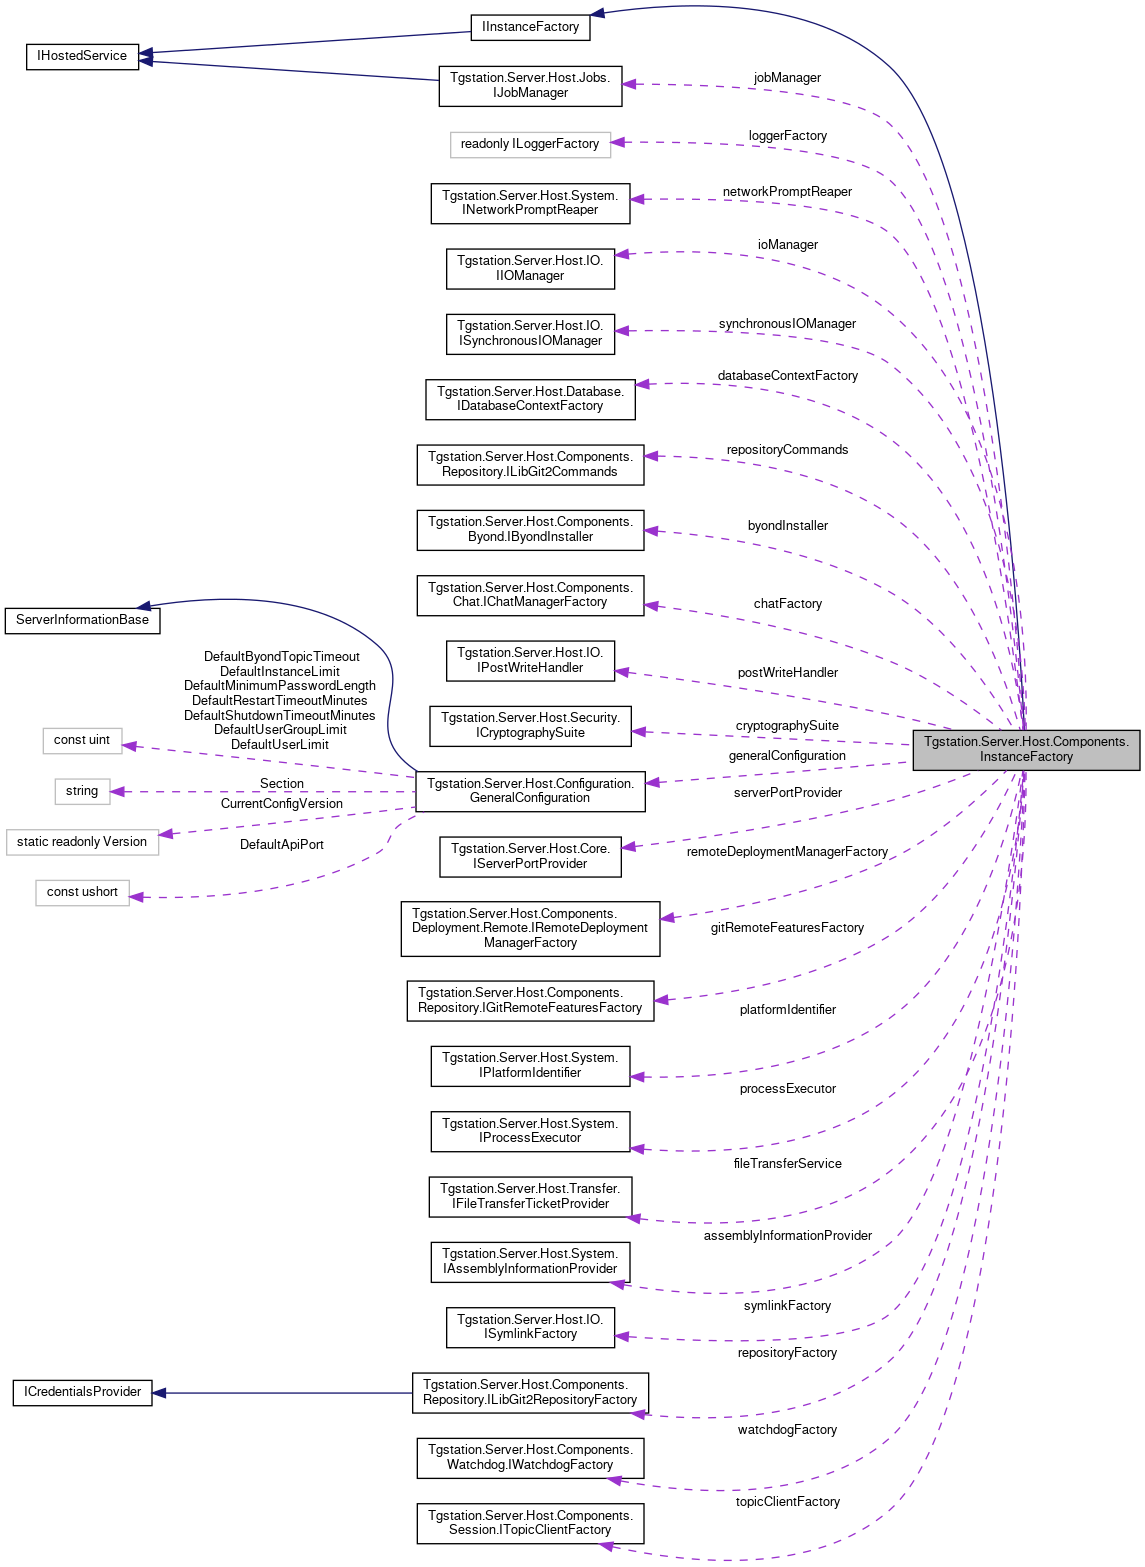 IInstanceFactory
IHostedService
Tgstation.Server.Host.Jobs.
IJobManager
jobManager
readonly ILoggerFactory
loggerFactory
Tgstation.Server.Host.System.
INetworkPromptReaper
networkPromptReaper
Tgstation.Server.Host.IO.
IIOManager
ioManager
Tgstation.Server.Host.IO.
ISynchronousIOManager
synchronousIOManager
Tgstation.Server.Host.Database.
IDatabaseContextFactory
databaseContextFactory
Tgstation.Server.Host.Components.
Repository.ILibGit2Commands
repositoryCommands
Tgstation.Server.Host.Components.
Byond.IByondInstaller
byondInstaller
Tgstation.Server.Host.Components.
Chat.IChatManagerFactory
chatFactory
ServerInformationBase
Tgstation.Server.Host.IO.
IPostWriteHandler
postWriteHandler
DefaultByondTopicTimeout
DefaultInstanceLimit
DefaultMinimumPasswordLength
DefaultRestartTimeoutMinutes
DefaultShutdownTimeoutMinutes
DefaultUserGroupLimit
DefaultUserLimit
const uint
Tgstation.Server.Host.Security.
ICryptographySuite
cryptographySuite
Tgstation.Server.Host.Components.
InstanceFactory
generalConfiguration
Tgstation.Server.Host.Configuration.
GeneralConfiguration
Section
string
CurrentConfigVersion
static readonly Version
DefaultApiPort
const ushort
serverPortProvider
Tgstation.Server.Host.Core.
IServerPortProvider
remoteDeploymentManagerFactory
Tgstation.Server.Host.Components.
Deployment.Remote.IRemoteDeployment
ManagerFactory
gitRemoteFeaturesFactory
Tgstation.Server.Host.Components.
Repository.IGitRemoteFeaturesFactory
platformIdentifier
Tgstation.Server.Host.System.
IPlatformIdentifier
processExecutor
Tgstation.Server.Host.System.
IProcessExecutor
fileTransferService
Tgstation.Server.Host.Transfer.
IFileTransferTicketProvider
assemblyInformationProvider
Tgstation.Server.Host.System.
IAssemblyInformationProvider
symlinkFactory
Tgstation.Server.Host.IO.
ISymlinkFactory
repositoryFactory
ICredentialsProvider
Tgstation.Server.Host.Components.
Repository.ILibGit2RepositoryFactory
watchdogFactory
Tgstation.Server.Host.Components.
Watchdog.IWatchdogFactory
topicClientFactory
Tgstation.Server.Host.Components.
Session.ITopicClientFactory